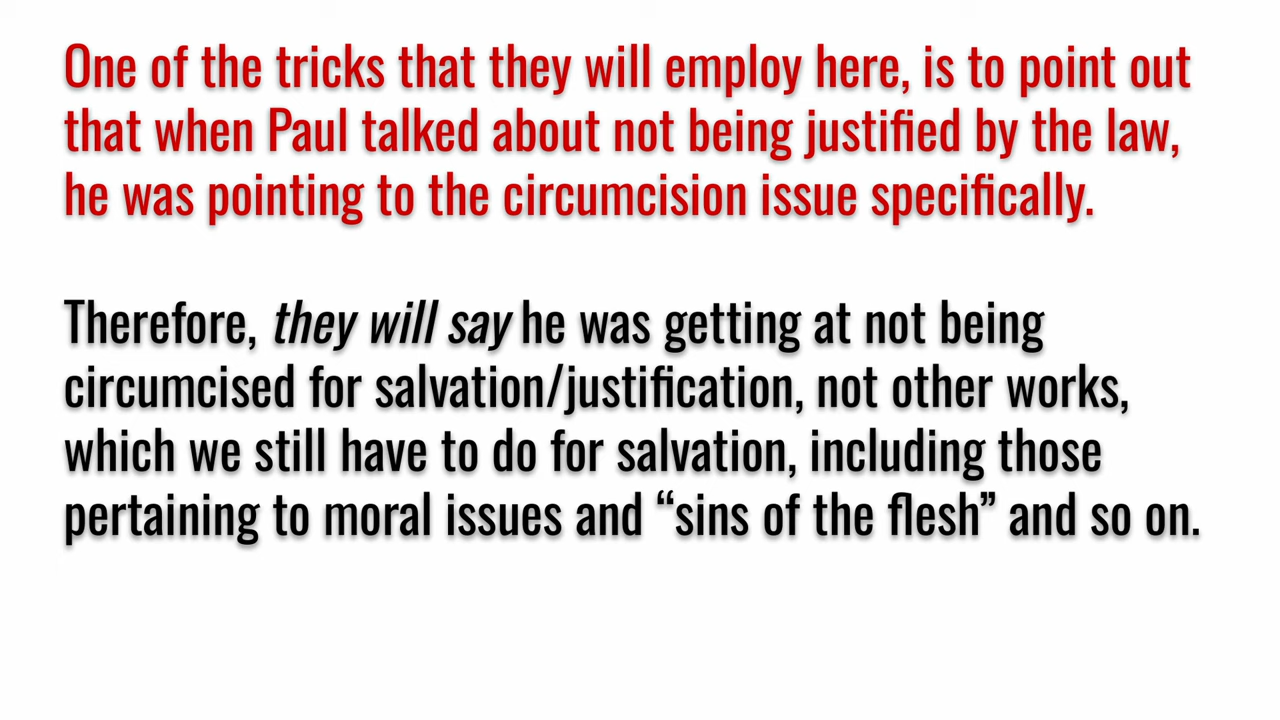 One of the tricks that they will employ here, is to point out
that when Paul talked about not being justified by the law,
he was pointing to the circumcision issue specifically.
Therefore, they will say he was getting at not being
circumcised for salvation/justification, not other works,
which we still have to do for salvation, including those
pertaining to moral issues and “sins of the flesh” and so on.